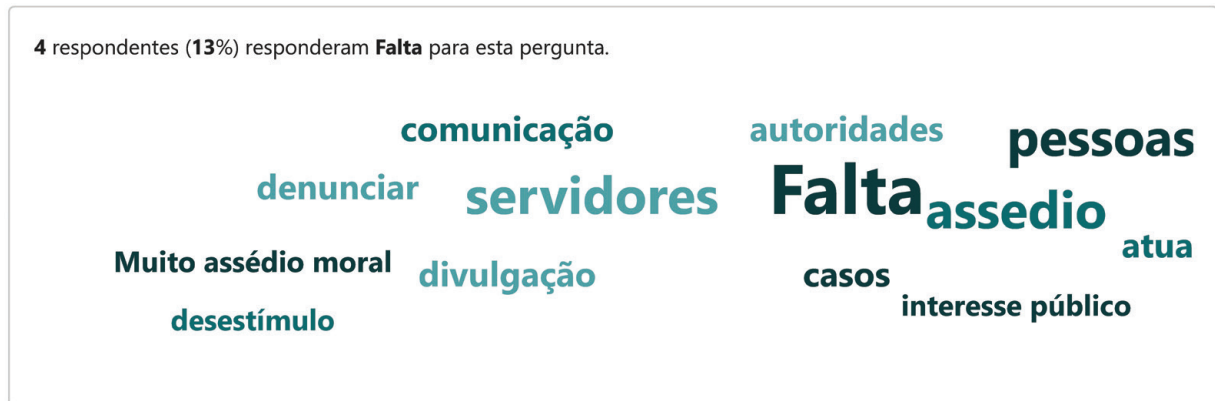 4 respondentes (13%) responderam Falta para esta pergunta.
comunicação
autoridades
pessoas
denunciar
servidores
Falta
assedio
atua
Muito assédio moral
divulgação
casos
interesse público
desestímulo